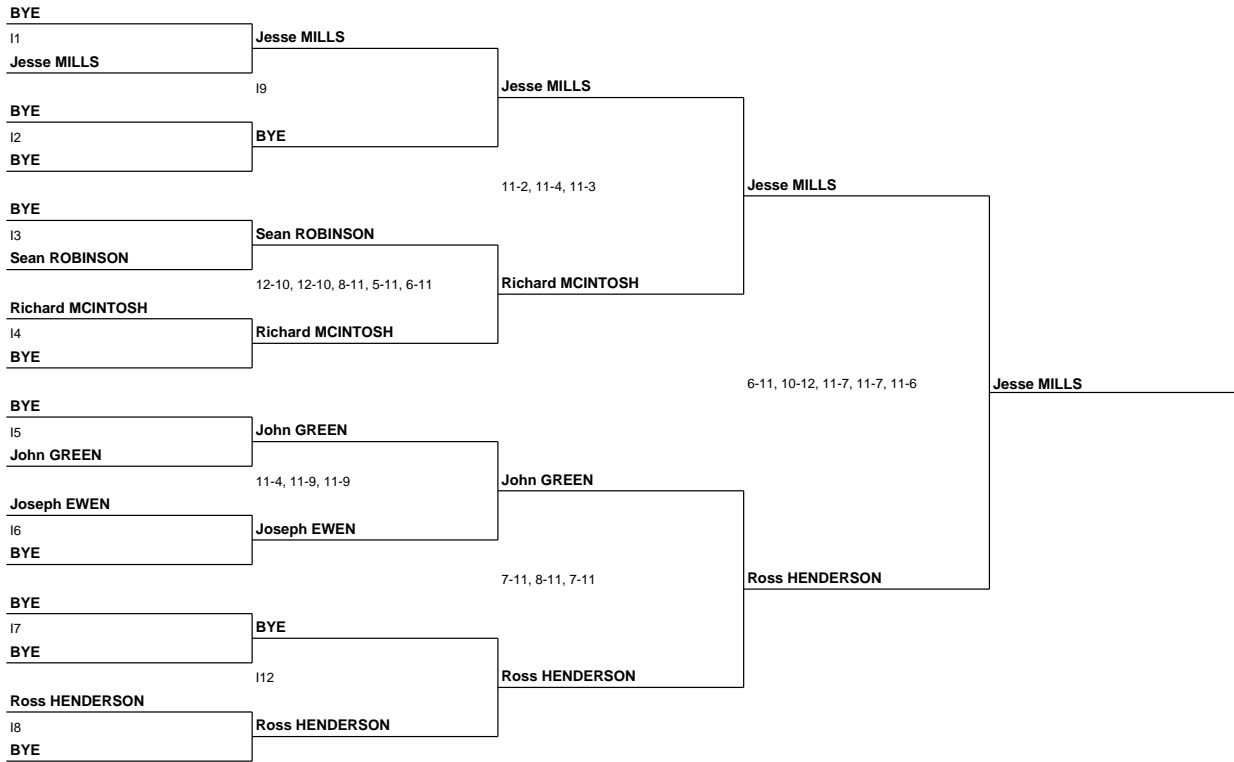 BYE
I1
Jesse MILLS
Jesse MILLS
I9
Jesse MILLS
BYE
I2
BYE
BYE
11-2, 11-4, 11-3
Jesse MILLS
BYE
I3
Sean ROBINSON
Sean ROBINSON
12-10, 12-10, 8-11, 5-11, 6-11
Richard MCINTOSH
Richard MCINTOSH
I4
BYE
Richard MCINTOSH
6-11, 10-12, 11-7, 11-7, 11-6
Jesse MILLS
BYE
I5
John GREEN
John GREEN
11-4, 11-9, 11-9
John GREEN
Joseph EWEN
I6
BYE
Joseph EWEN
7-11, 8-11, 7-11
Ross HENDERSON
BYE
I7
BYE
BYE
I12
Ross HENDERSON
Ross HENDERSON
I8
BYE
Ross HENDERSON